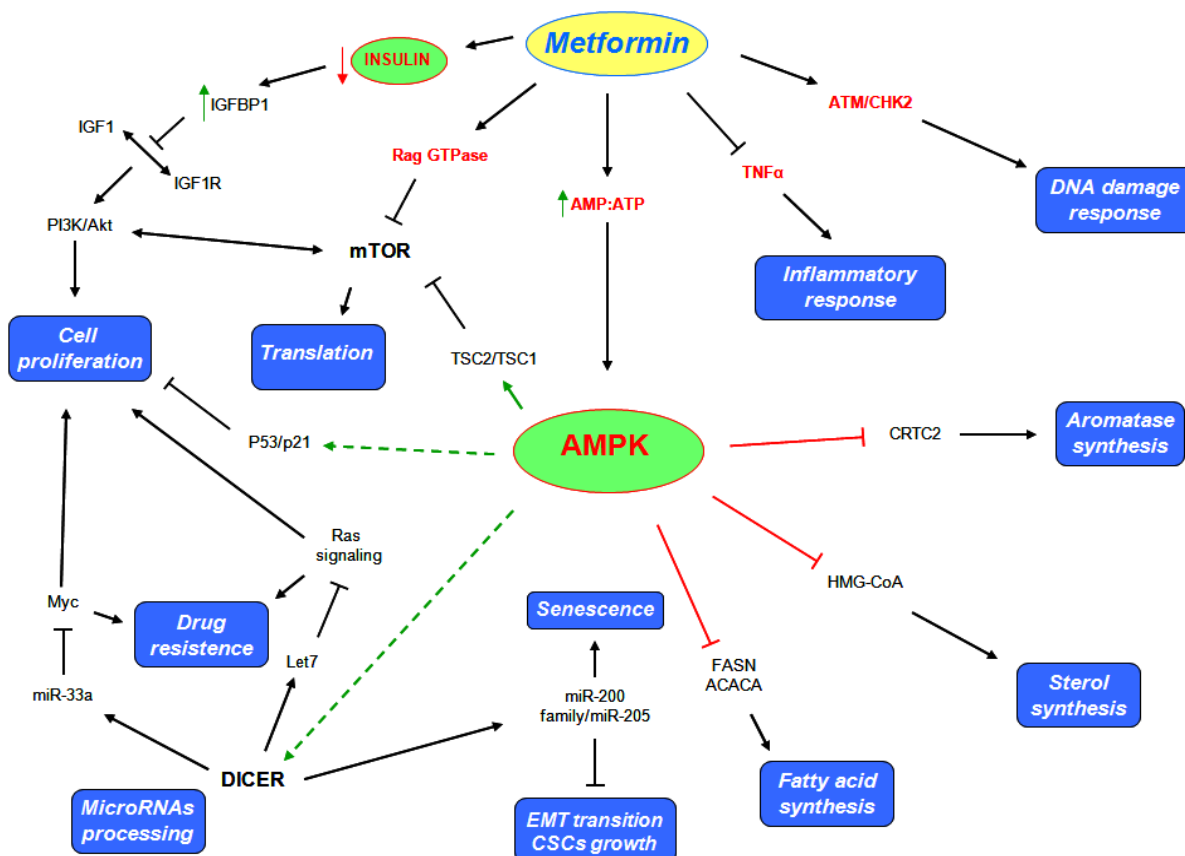 Metformin
INSULIN
IGFBP1
ATM/CHK2
IGF1
Rag GTPase
TNFα
IGF1R
DNA damage
response
AMP:ATP
PI3K/Akt
mTOR
Inflammatory
response
Cell
proliferation
Translation
TSC2/TSC1
P53/p21
AMPK
CRTC2
Aromatase
synthesis
Ras
signaling
HMG-CoA
Myc
Drug
resistence
Senescence
Let7
FASN
ACACA
miR-33a
miR-200
family/miR-205
Sterol
synthesis
DICER
MicroRNAs
processing
Fatty acid
synthesis
EMT transition
CSCs growth